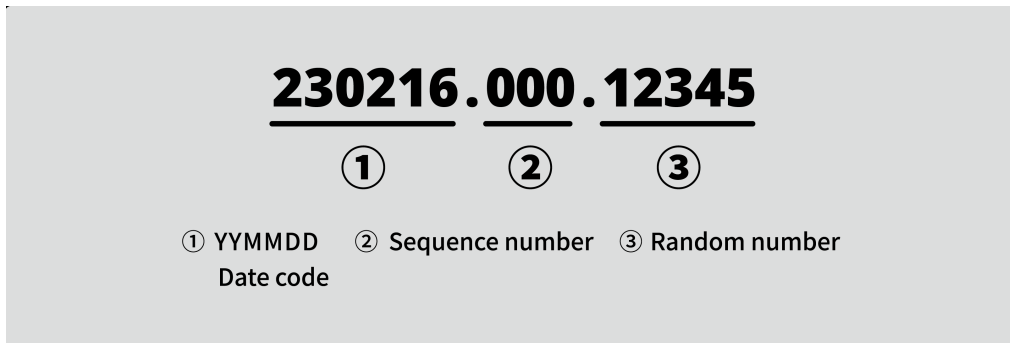 230216.000.12345
① ② ③
① YYMMDD ② Sequence number ③ Random number
Date code